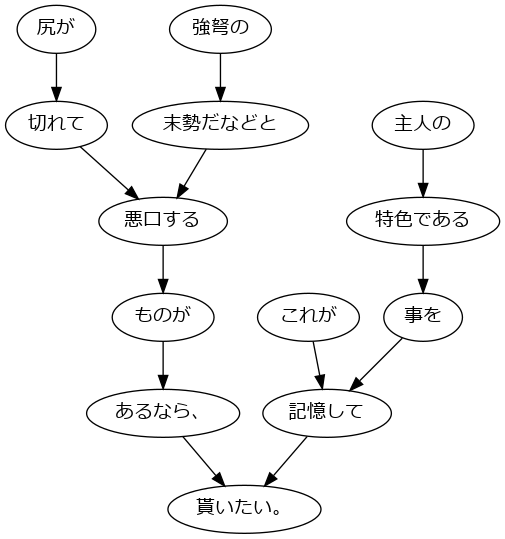 尻が
強弩の
切れて
末勢だなどと
主人の
悪口する
特色である
ものが
これが
事を
あるなら、
記憶して
貰いたい。